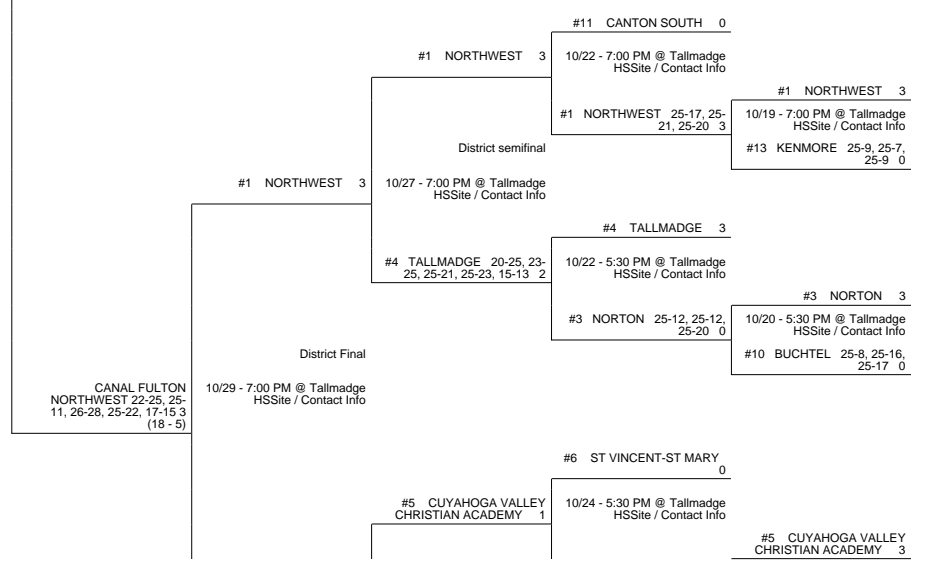 #11 CANTON SOUTH 0
#1 NORTHWEST 3
10/22 - 7:00 PM @ Tallmadge
HSSite / Contact Info
#1 NORTHWEST 3
#1 NORTHWEST 25-17, 25-
21, 25-20 3
10/19 - 7:00 PM @ Tallmadge
HSSite / Contact Info
District semifinal
#13 KENMORE 25-9, 25-7,
25-9 0
#1 NORTHWEST 3
10/27 - 7:00 PM @ Tallmadge
HSSite / Contact Info
#4 TALLMADGE 3
#4 TALLMADGE 20-25, 23-
25, 25-21, 25-23, 15-13 2
10/22 - 5:30 PM @ Tallmadge
HSSite / Contact Info
#3 NORTON 3
#3 NORTON 25-12, 25-12,
25-20 0
10/20 - 5:30 PM @ Tallmadge
HSSite / Contact Info
District Final
#10 BUCHTEL 25-8, 25-16,
25-17 0
CANAL FULTON
NORTHWEST 22-25, 25-
11, 26-28, 25-22, 17-15 3
(18 - 5)
10/29 - 7:00 PM @ Tallmadge
HSSite / Contact Info
#6 ST VINCENT-ST MARY
0
#5 CUYAHOGA VALLEY
CHRISTIAN ACADEMY 1
10/24 - 5:30 PM @ Tallmadge
HSSite / Contact Info
#5 CUYAHOGA VALLEY
CHRISTIAN ACADEMY 3